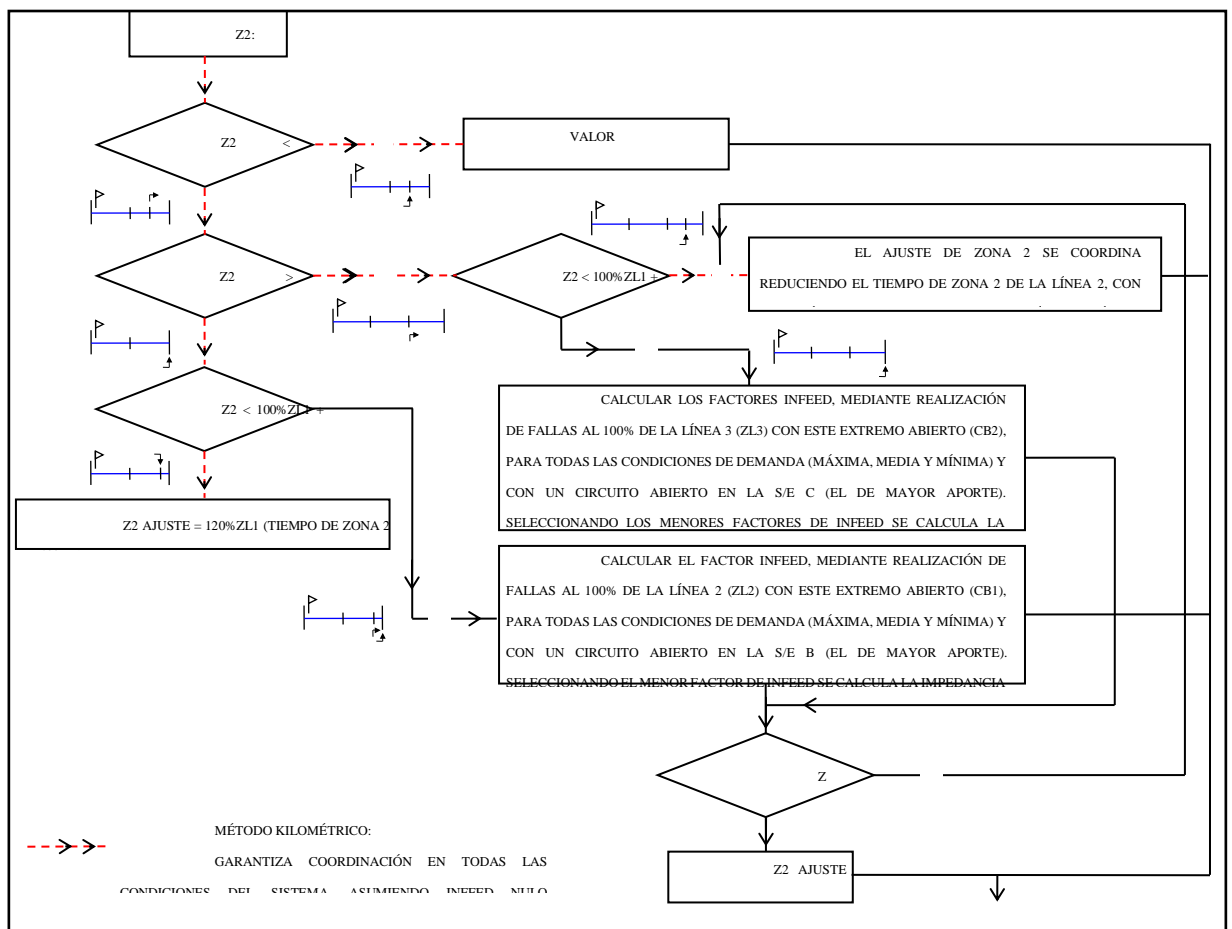 Z2:
Z2 <
VALOR
Z2 >
Z2 < 100%ZL1 +
EL AJUSTE DE ZONA 2 SE COORDINA
REDUCIENDO EL TIEMPO DE ZONA 2 DE LA LÍNEA 2, CON
Z2 < 100%ZL1 +
CALCULAR LOS FACTORES INFEED, MEDIANTE REALIZACIÓN
DE FALLAS AL 100% DE LA LÍNEA 3 (ZL3) CON ESTE EXTREMO ABIERTO (CB2),
PARA TODAS LAS CONDICIONES DE DEMANDA (MÁXIMA, MEDIA Y MÍNIMA) Y
CON UN CIRCUITO ABIERTO EN LA S/E C (EL DE MAYOR APORTE).
SELECCIONANDO LOS MENORES FACTORES DE INFEED SE CALCULA LA
Z2 AJUSTE = 120%ZL1 (TIEMPO DE ZONA 2
CALCULAR EL FACTOR INFEED, MEDIANTE REALIZACIÓN DE
FALLAS AL 100% DE LA LÍNEA 2 (ZL2) CON ESTE EXTREMO ABIERTO (CB1),
PARA TODAS LAS CONDICIONES DE DEMANDA (MÁXIMA, MEDIA Y MÍNIMA) Y
CON UN CIRCUITO ABIERTO EN LA S/E B (EL DE MAYOR APORTE).
SELECCIONANDO EL MENOR FACTOR DE INFEED SE CALCULA LA IMPEDANCIA
Z
MÉTODO KILOMÉTRICO:
GARANTIZA COORDINACIÓN EN TODAS LAS
CONDICIONES DEL SISTEMA, ASUMIENDO INFEED NULO
Z2 AJUSTE